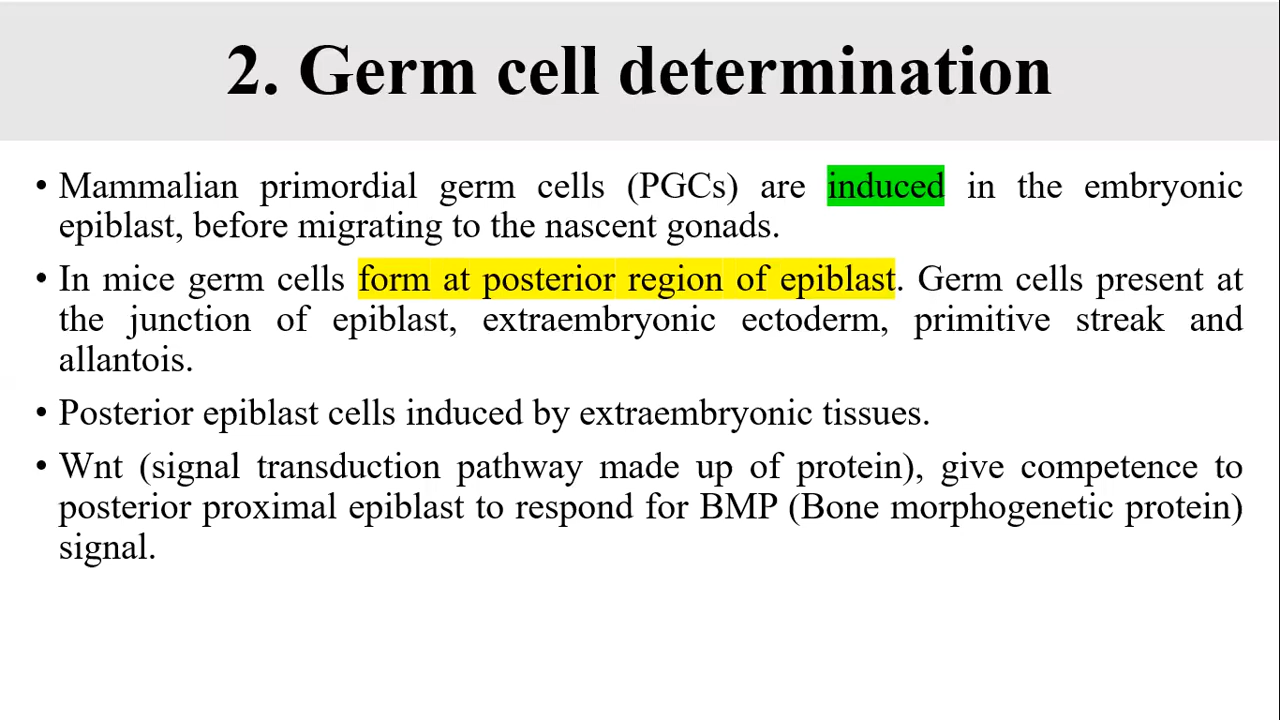 2. Germ cell determination
• Mammalian primordial germ cells (PGCs) are induced in the embryonic
epiblast, before migrating to the nascent gonads.
• In mice germ cells form at posterior region of epiblast. Germ cells present at
the junction of epiblast, extraembryonic ectoderm, primitive streak and
allantois.
• Posterior epiblast cells induced by extraembryonic tissues.
• Wnt (signal transduction pathway made up of protein), give competence to
posterior proximal epiblast to respond for BMP (Bone morphogenetic protein)
signal.